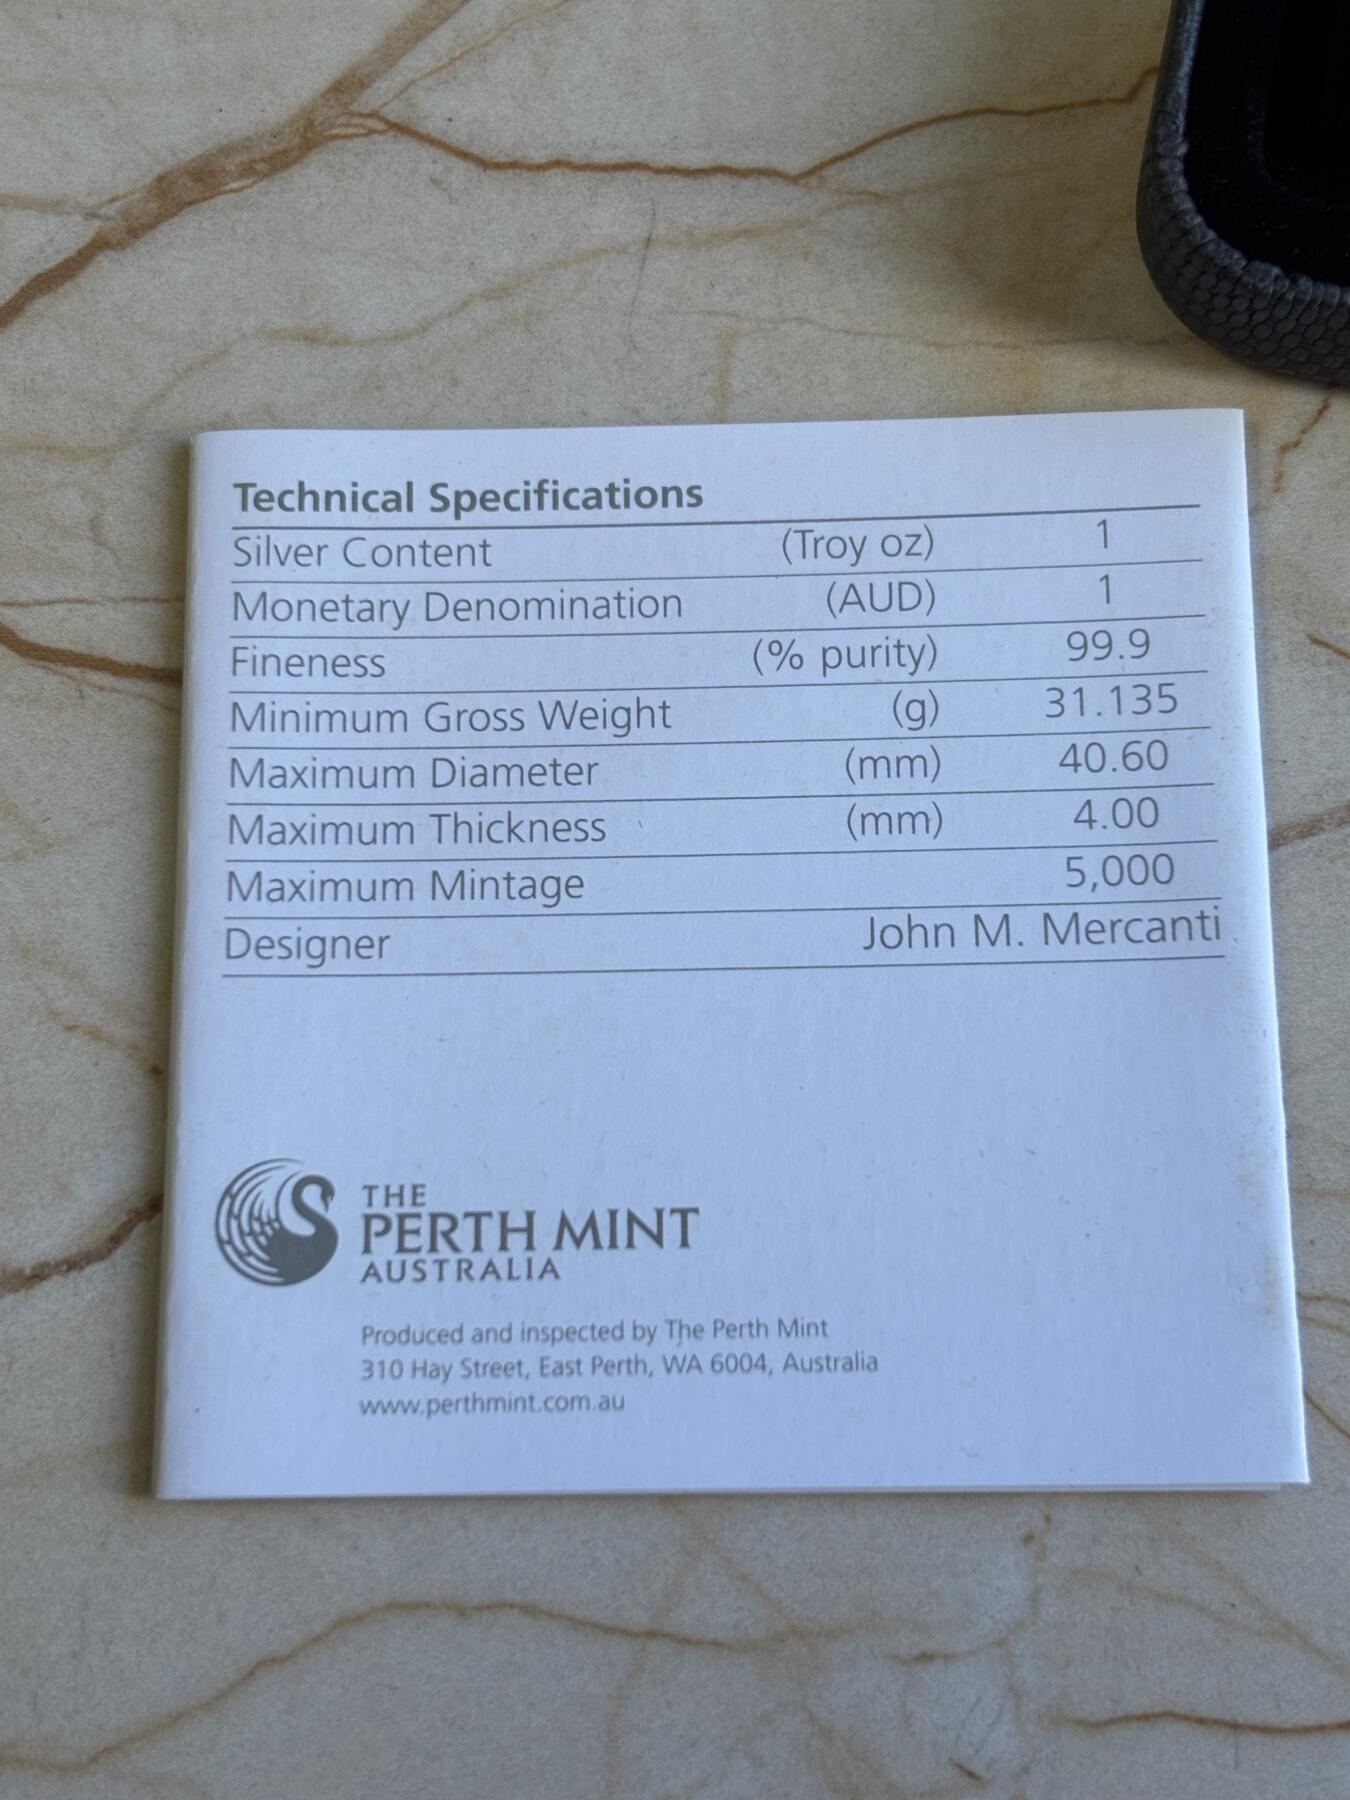 Technical Specifications
Silver Content (Troy oz) 1
Monetary Denomination (AUD) 1
Fineness (% purity) 99.9
Minimum Gross Weight (g) 31.135
Maximum Diameter (mm) 40.60
Maximum Thickness (mm) 4.00
Maximum Mintage 5,000
Designer John M. Mercanti
THE
PERTH MINT
AUSTRALIA
Produced and inspected by The Perth Mint
310 Hay Street, East Perth, WA 6004, Australia
www.perthmint.com.au